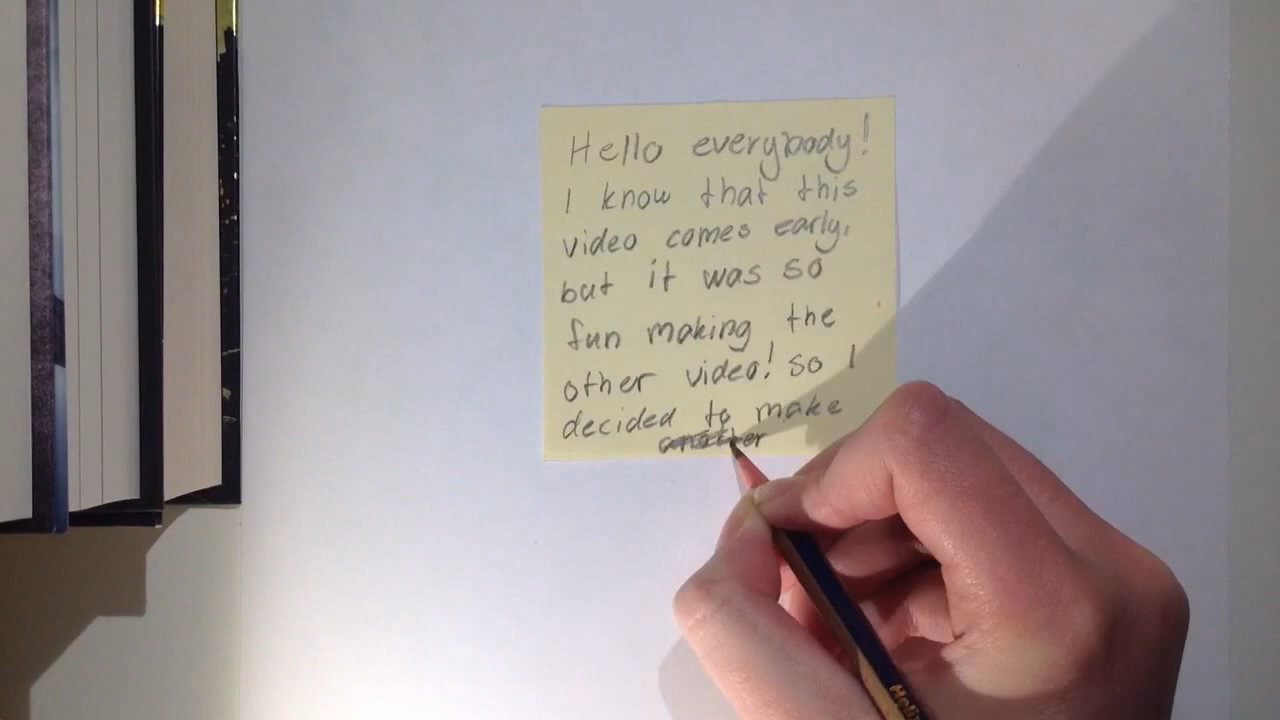 Hello everybody!
I know that this
video comes early,
but it was so
fun making the
other video! so I
decided to make
another